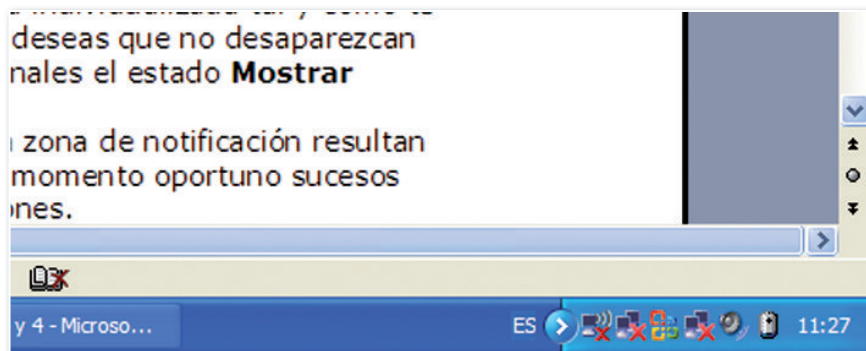 deseas que no desaparezcan
nales el estado Mostrar
zona de notificación resultan
momento oportuno sucesos
ones.
y 4 - Microso...
ES
11:27